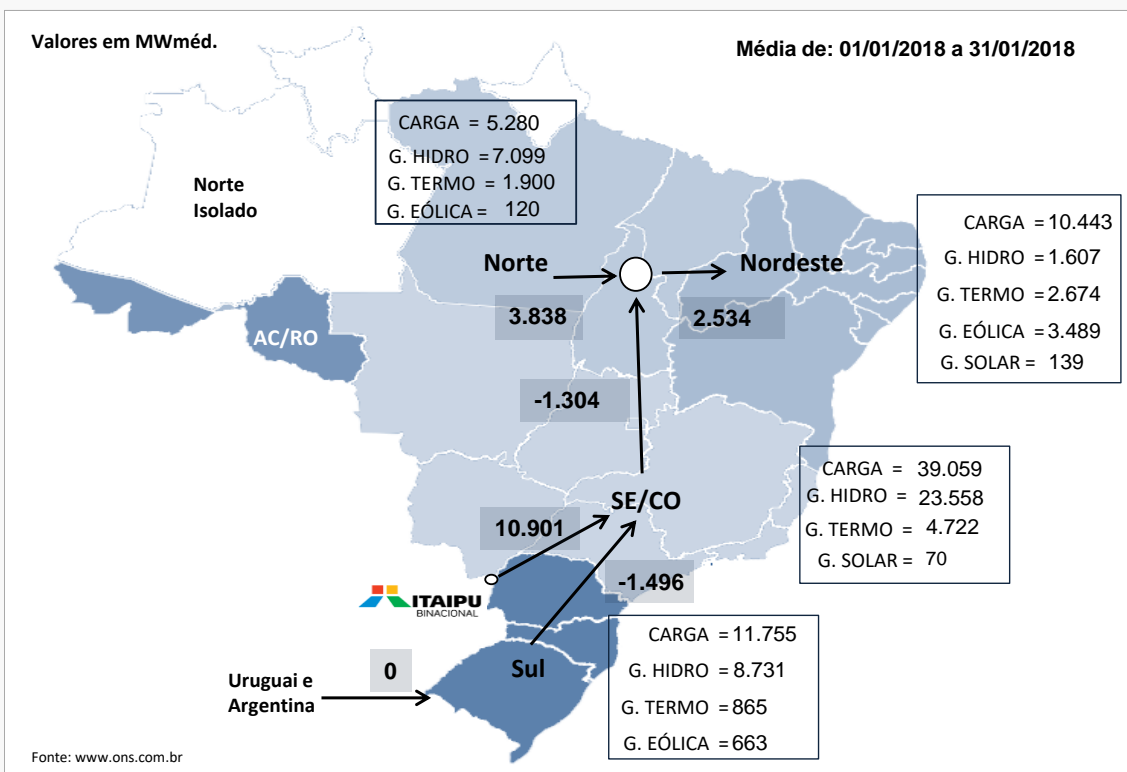 Valores em MWméd.
Média de: 01/01/2018 a 31/01/2018
CARGA = 5.280
G. HIDRO =7.099
G. TERMO = 1.900
G. EÓLICA = 120
Norte
Isolado
CARGA = 10.443
G. HIDRO = 1.607
G. TERMO = 2.674
G. EÓLICA = 3.489
G. SOLAR = 139
Norte
Nordeste
3.838
2.534
AC/RO
-1.304
CARGA = 39.059
G. HIDRO = 23.558
G. TERMO = 4.722
G. SOLAR = 70
SE/CO
10.901
-1.496
ITAIPU
BINACIONAL
CARGA = 11.755
G. HIDRO = 8.731
G. TERMO = 865
G. EÓLICA = 663
0
Sul
Uruguai e
Argentina
Fonte: www.ons.com.br